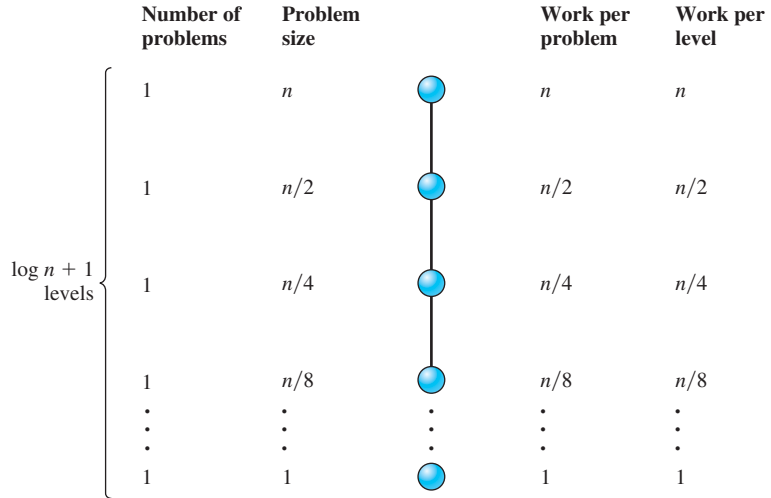 Number of problems Problem size Work per problem Work per level
1 n n n
1 n/2 n/2 n/2
log n + 1 levels
1 n/4 n/4 n/4
1 n/8 n/8 n/8
1 1 1 1